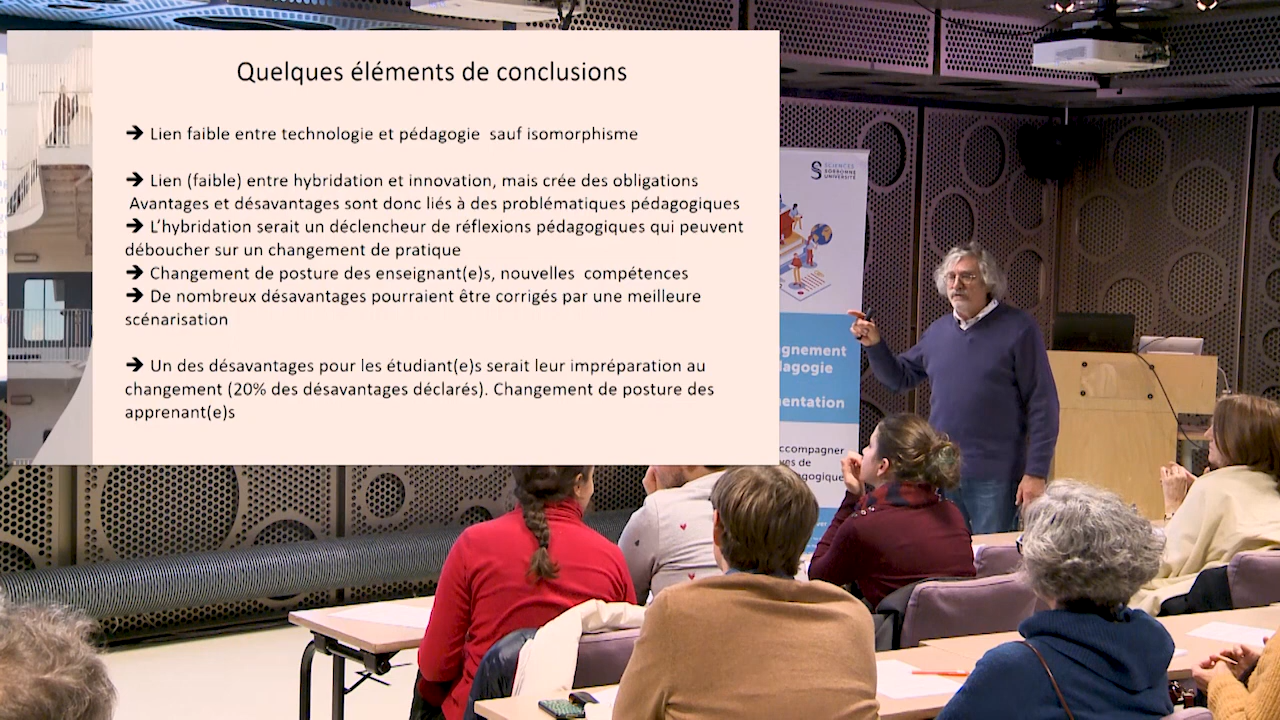 Quelques éléments de conclusions
➔ Lien faible entre technologie et pédagogie sauf isomorphisme
➔ Lien (faible) entre hybridation et innovation, mais crée des obligations
Avantages et désavantages sont donc liés à des problématiques pédagogiques
➔ L'hybridation serait un déclencheur de réflexions pédagogiques qui peuvent
déboucher sur un changement de pratique
➔ Changement de posture des enseignant(e)s, nouvelles compétences
➔ De nombreux désavantages pourraient être corrigés par une meilleure
scénarisation
➔ Un des désavantages pour les étudiant(e)s serait leur impréparation au
changement (20% des désavantages déclarés). Changement de posture des
apprenant(e)s
SCIENCES
SORBONNE
UNIVERSITÉ
gnement
agogie
entation
ccompagner
es de
agogique